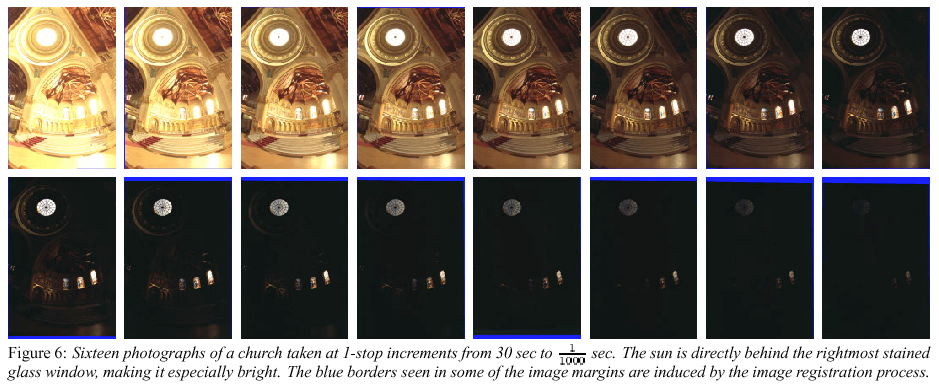 Figure 6: Sixteen photographs of a church taken at 1-stop increments from 30 sec to 1/1000 sec. The sun is directly behind the rightmost stained
glass window, making it especially bright. The blue borders seen in some of the image margins are induced by the image registration process.